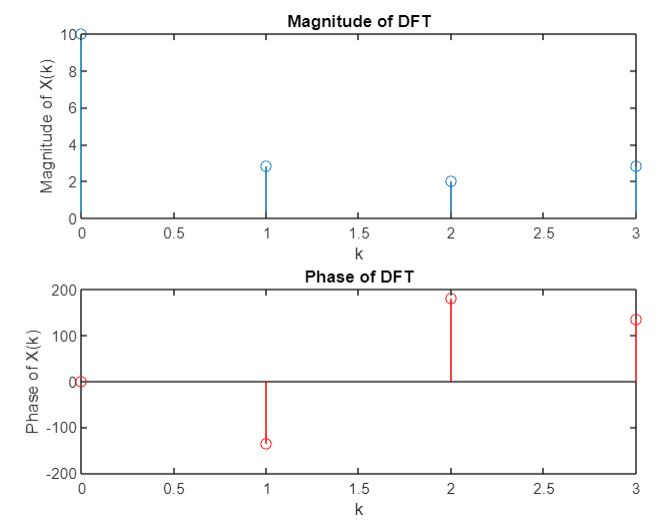 Magnitude of DFT
Magnitude of X(k)
10
8
6
4
2
0
0 0.5 1 1.5 2 2.5 3
k
Phase of DFT
Phase of X(k)
200
100
0
-100
-200
0 0.5 1 1.5 2 2.5 3
k